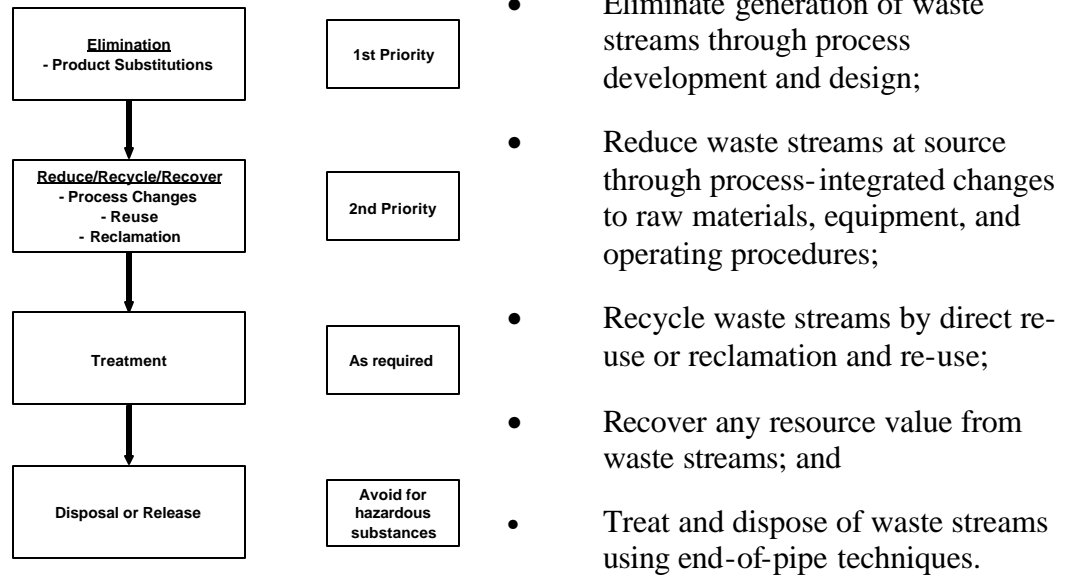 Elimination
- Product Substitutions
1st Priority
Reduce/Recycle/Recover
- Process Changes
- Reuse
- Reclamation
2nd Priority
Treatment
As required
Disposal or Release
Avoid for
hazardous
substances
• Eliminate generation of waste
streams through process
development and design;
• Reduce waste streams at source
through process-integrated changes
to raw materials, equipment, and
operating procedures;
• Recycle waste streams by direct re-
use or reclamation and re-use;
• Recover any resource value from
waste streams; and
• Treat and dispose of waste streams
using end-of-pipe techniques.